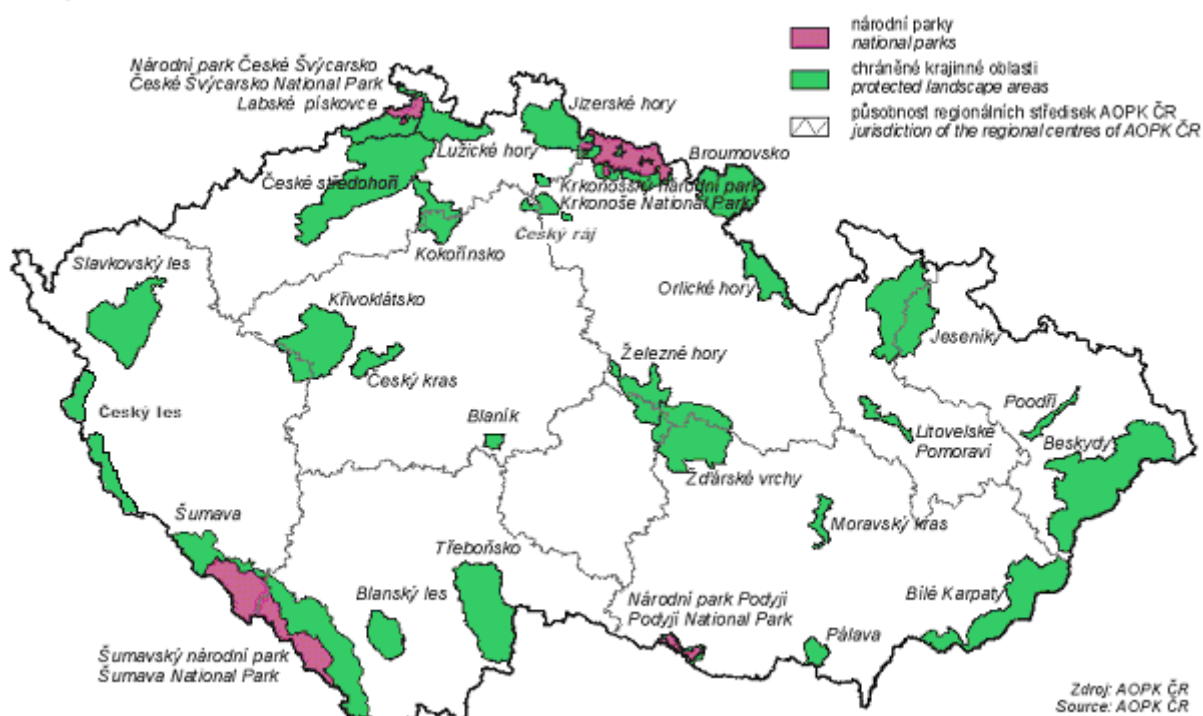 národní parky
national parks
chráněné krajinné oblasti
protected landscape areas
působnost regionálních středisek AOPK ČR
jurisdiction of the regional centres of AOPK ČR
Národní park České Švýcarsko
České Švýcarsko National Park
Labské pískovce
Jizerské hory
Lužické hory
Broumovsko
České středohoří
Krkonošský národní park
Krkonoše National Park
Český ráj
Kokořínsko
Slavkovský les
Orlické hory
Křivoklátsko
Jeseníky
Železné hory
Český kras
Český les
Blaník
Poodří
Litovelské
Pomoraví
Beskydy
Žďárské vrchy
Šumava
Moravský kras
Třeboňsko
Blanský les
Národní park Podyjí
Podyjí National Park
Bílé Karpaty
Pálava
Šumavský národní park
Šumava National Park
Zdroj: AOPK ČR
Source: AOPK ČR